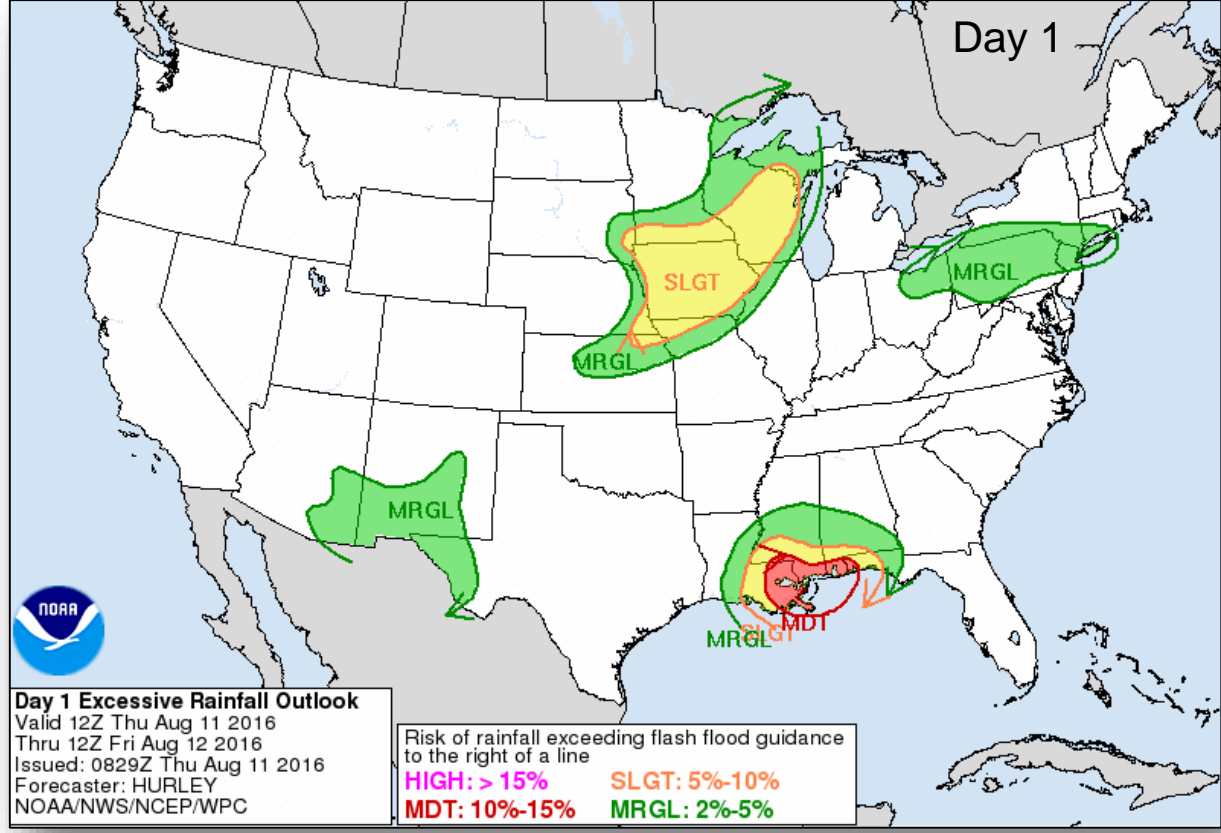 Day 1
MRGL
SLGT
MRGL
MRGL
MRGL
SLGT
MDT
NOAA
Day 1 Excessive Rainfall Outlook
Valid 12Z Thu Aug 11 2016
Thru 12Z Fri Aug 12 2016
Issued: 0829Z Thu Aug 11 2016
Forecaster: HURLEY
NOAA/NWS/NCEP/WPC
Risk of rainfall exceeding flash flood guidance
to the right of a line
HIGH: > 15% SLGT: 5%-10%
MDT: 10%-15% MRGL: 2%-5%